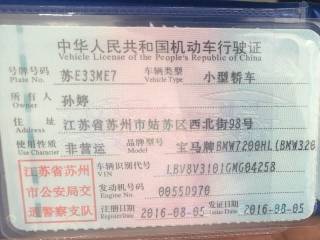 中华人民共和国机动车行驶证
Vehicle License of the People's Republic of China
号牌号码 苏E33ME7 车辆类型 小型轿车
Plate No. Vehicle Type
所有人 孙婷
Owner
住址 江苏省苏州市姑苏区西北街98号
Address
使用性质 非营运 品牌型号 宝马牌BMW7200HL(BMW320
Use Character Model
江苏省苏州 车辆识别代号 LBV8V3101GMG04258
VIN
市公安局交 发动机号码 00550970
Engine No.
通警察支队 注册日期 2016-08-05 发证日期 2016-08-05
Register Date Issue Date